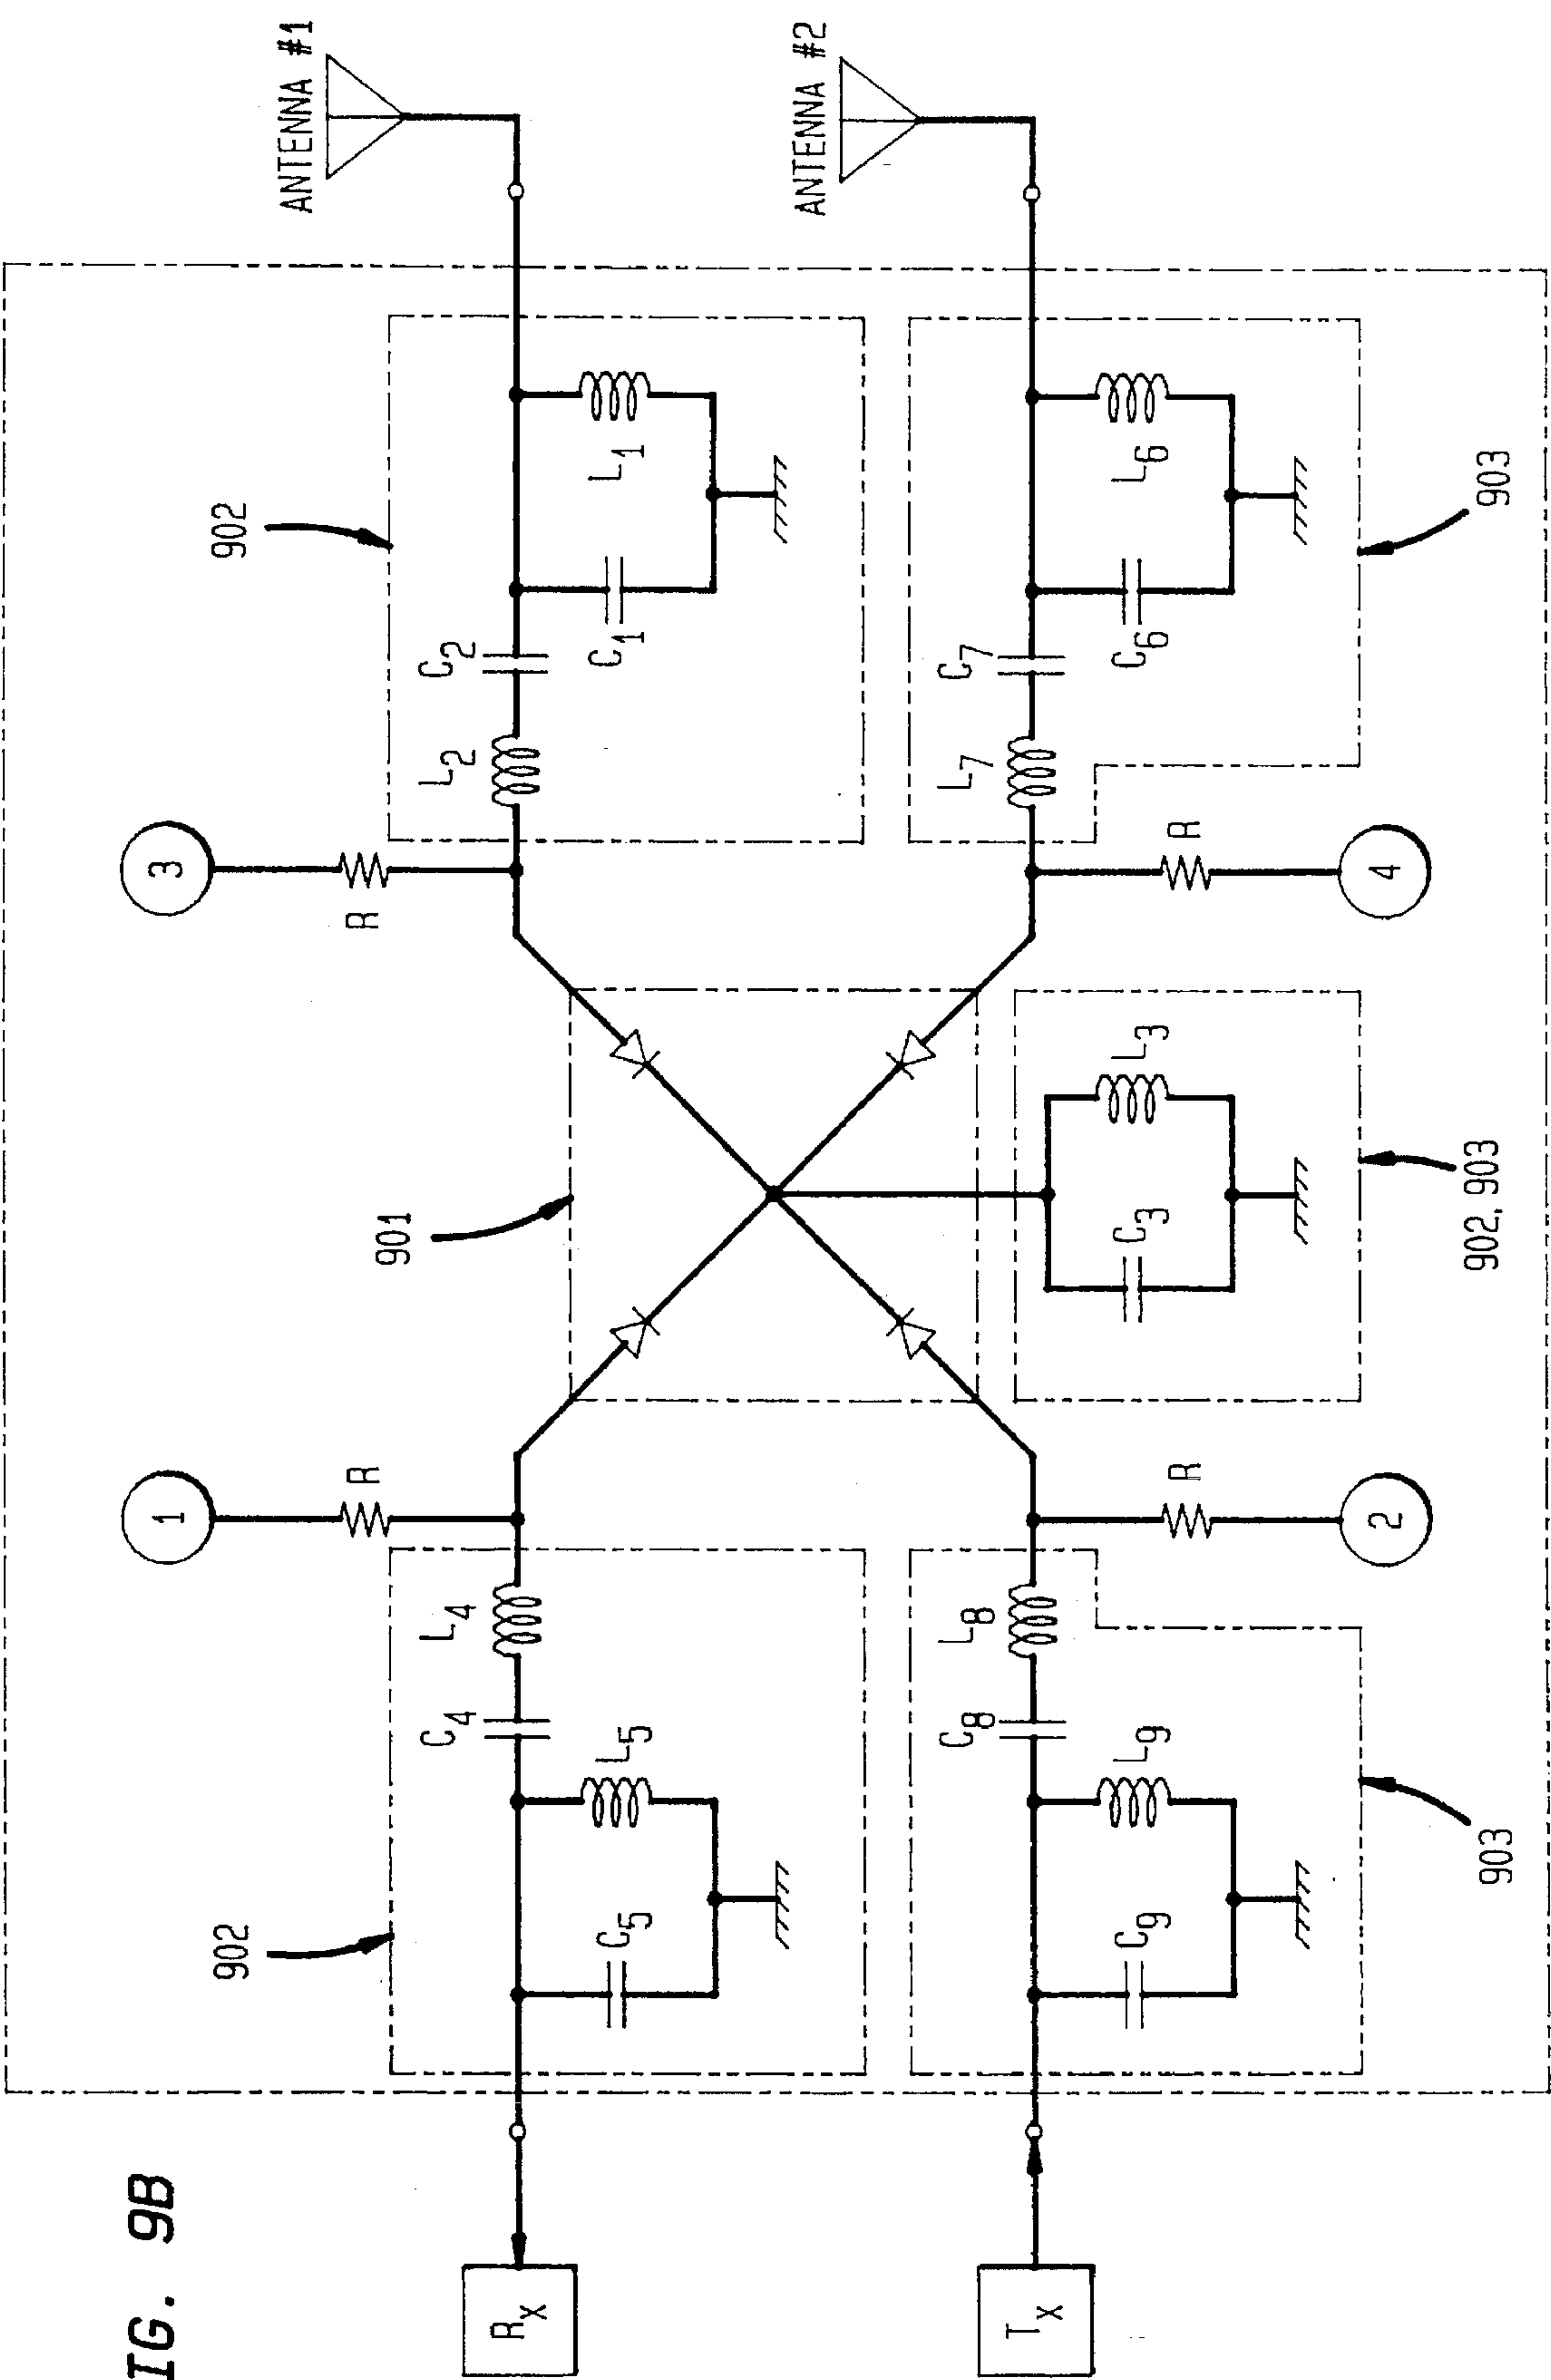 ANTENNA #1
ANTENNA #2
902
903
L1
C1
C2
L2
L6
C6
C7
L7
3
R
R
4
901
L3
C3
902, 903
1
R
R
2
L4
C4
L5
C5
L8
C8
L9
C9
902
903
RX
TX
IG. 9B